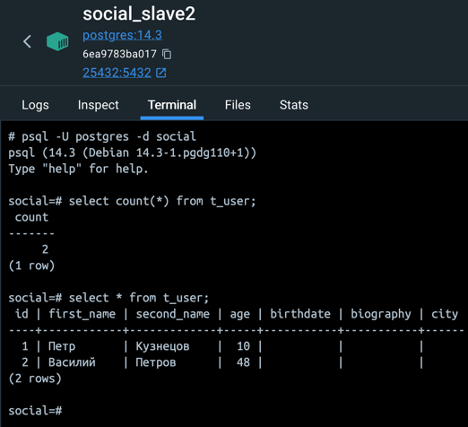 social_slave2
postgres:14.3
6ea9783ba017
25432:5432
Logs Inspect Terminal Files Stats
# psql -U postgres -d social
psql (14.3 (Debian 14.3-1.pgdg110+1))
Type "help" for help.
social=# select count(*) from t_user;
count
-------
2
(1 row)
social=# select * from t_user;
id | first_name | second_name | age | birthdate | biography | city
----+------------+-------------+-----+-----------+-----------+------
1 | Петр | Кузнецов | 10 | | |
2 | Василий | Петров | 48 | | |
(2 rows)
social=#